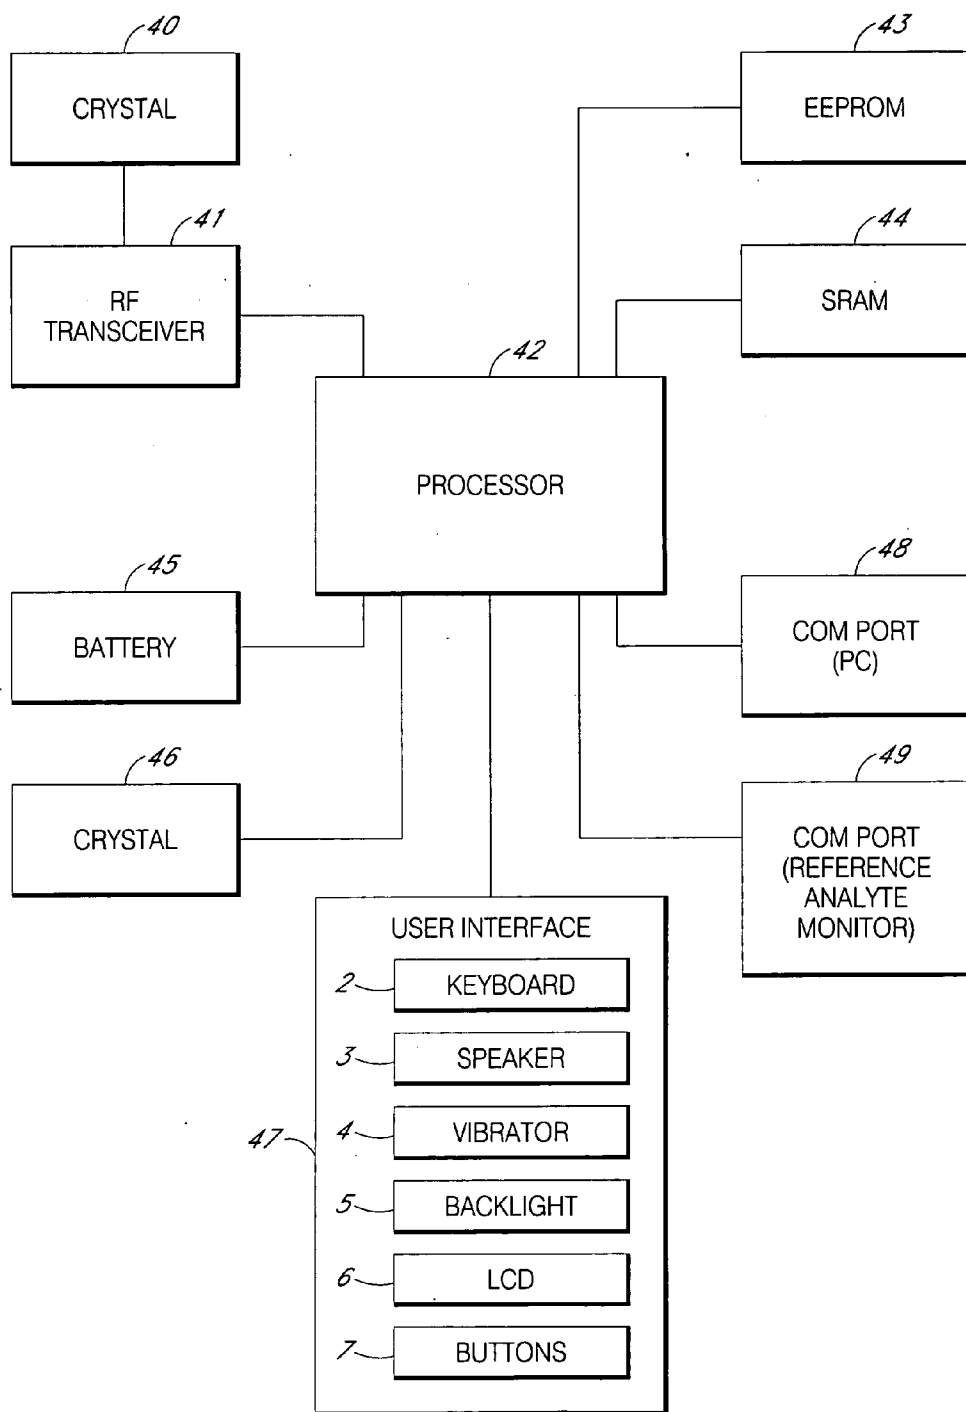 40
CRYSTAL
43
EEPROM
41
RF
TRANSCEIVER
44
SRAM
42
PROCESSOR
45
BATTERY
48
COM PORT
(PC)
46
CRYSTAL
49
COM PORT
(REFERENCE
ANALYTE
MONITOR)
47
USER INTERFACE
2 KEYBOARD
3 SPEAKER
4 VIBRATOR
5 BACKLIGHT
6 LCD
7 BUTTONS